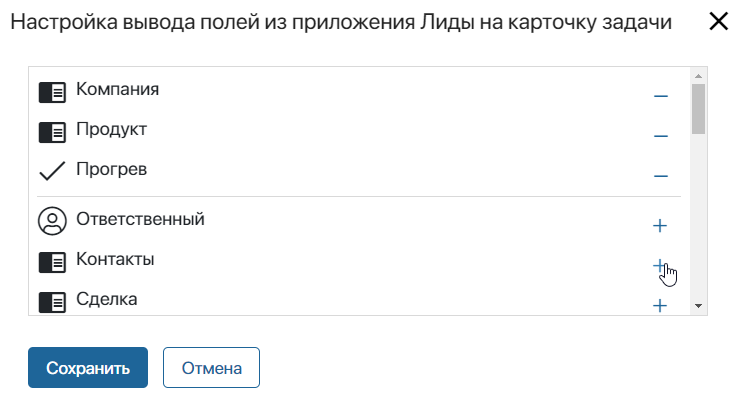 Настройка вывода полей из приложения Лиды на карточку задачи
Компания
Продукт
Прогрев
Ответственный
Контакты
Сделка
Сохранить
Отмена